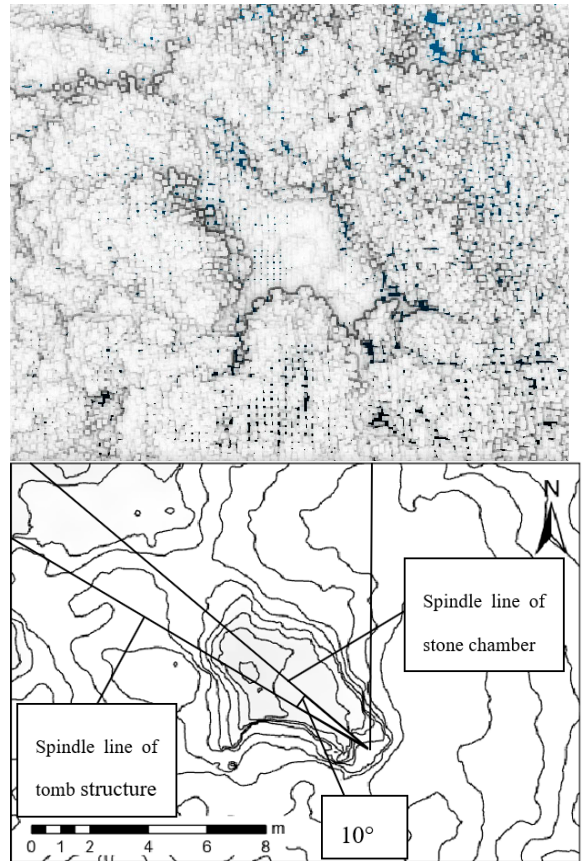 N
Spindle line of
stone chamber
Spindle line of
tomb structure
10°
0 1 2 4 6 8 m